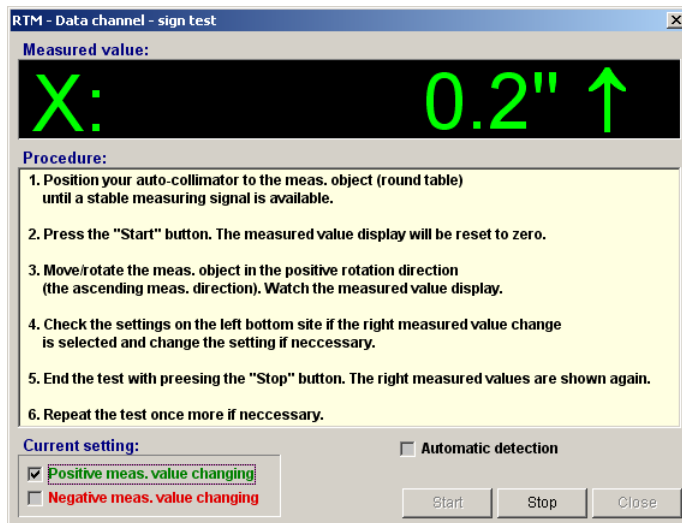 RTM - Data channel - sign test
Measured value:
X: 0.2" ↑
Procedure:
1. Position your auto-collimator to the meas. object (round table)
until a stable measuring signal is available.
2. Press the "Start" button. The measured value display will be reset to zero.
3. Move/rotate the meas. object in the positive rotation direction
(the ascending meas. direction). Watch the measured value display.
4. Check the settings on the left bottom site if the right measured value change
is selected and change the setting if neccessary.
5. End the test with preesing the "Stop" button. The right measured values are shown again.
6. Repeat the test once more if neccessary.
Current setting:
Automatic detection
Positive meas. value changing
Negative meas. value changing
Start Stop Close